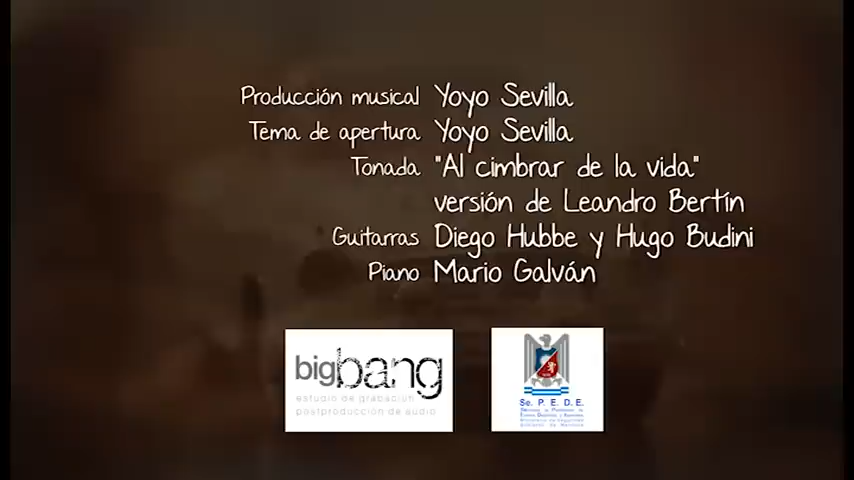 Producción musical Yoyo Sevilla
Tema de apertura Yoyo Sevilla
Tonada "Al cimbrar de la vida"
versión de Leandro Bertín
Guitarras Diego Hubbe y Hugo Budini
Piano Mario Galván
bigbang
estudio de grabación
postproducción de audio
Se. P. E. D. E.